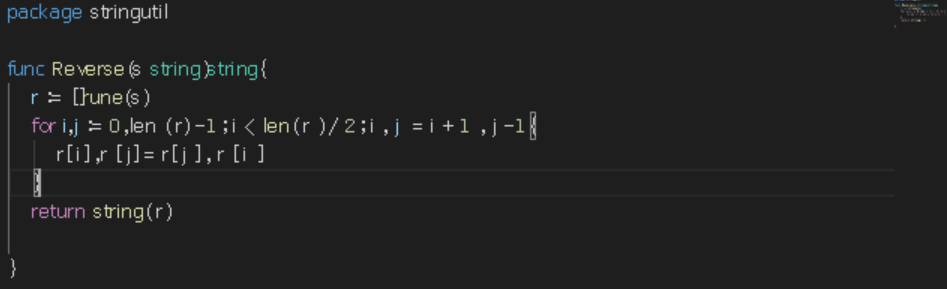 package stringutil
func Reverse(s string)string{
r := []rune(s)
for i,j := 0,len (r)-1 ;i < len(r )/ 2 ;i , j = i + 1 , j -1 {
r[i],r [j]= r[j ] , r [i ]
}
return string(r)
}